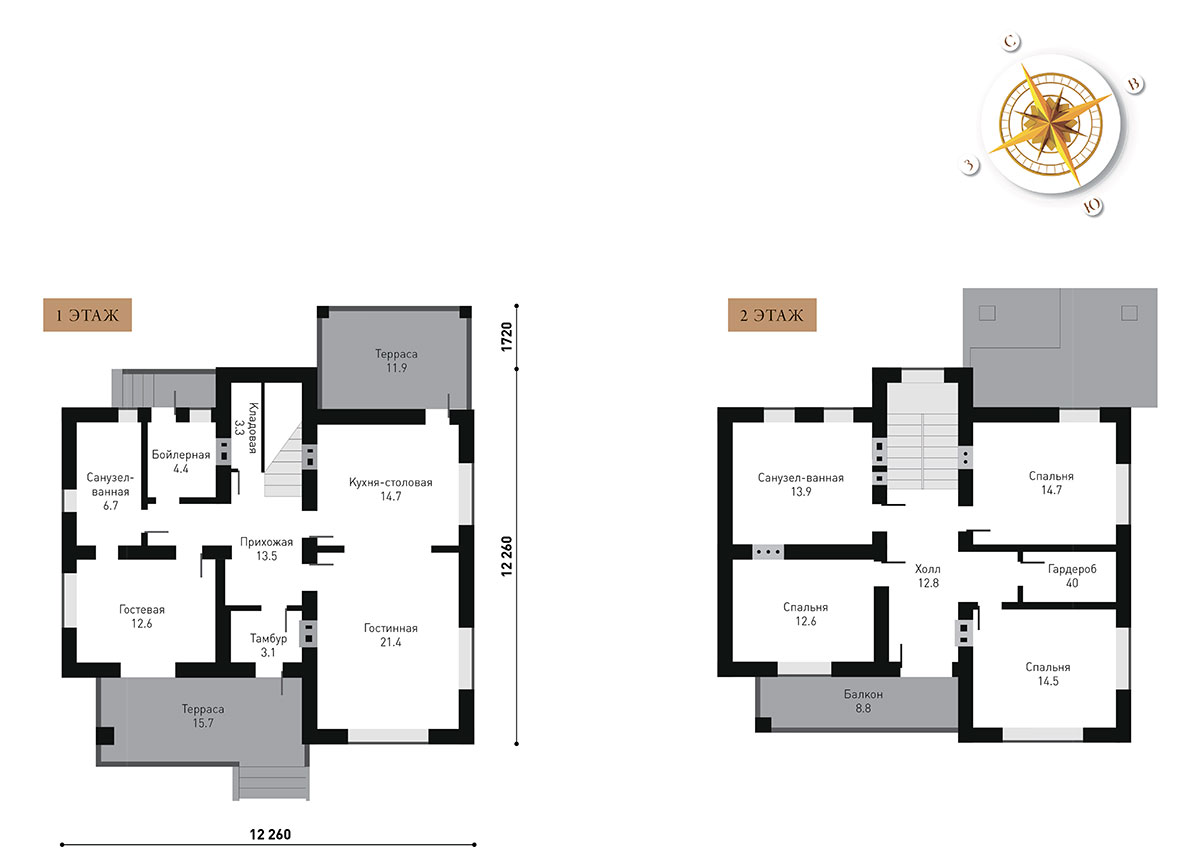 С
В
З
Ю
1 ЭТАЖ
2 ЭТАЖ
Терраса
11.9
1720
Кладовая
3.3
Бойлерная
4.4
Санузел-
ванная
6.7
Кухня-столовая
14.7
Прихожая
13.5
12 260
Гостевая
12.6
Тамбур
3.1
Гостинная
21.4
Терраса
15.7
12 260
Санузел-ванная
13.9
Спальня
14.7
Холл
12.8
Гардероб
40
Спальня
12.6
Спальня
14.5
Балкон
8.8